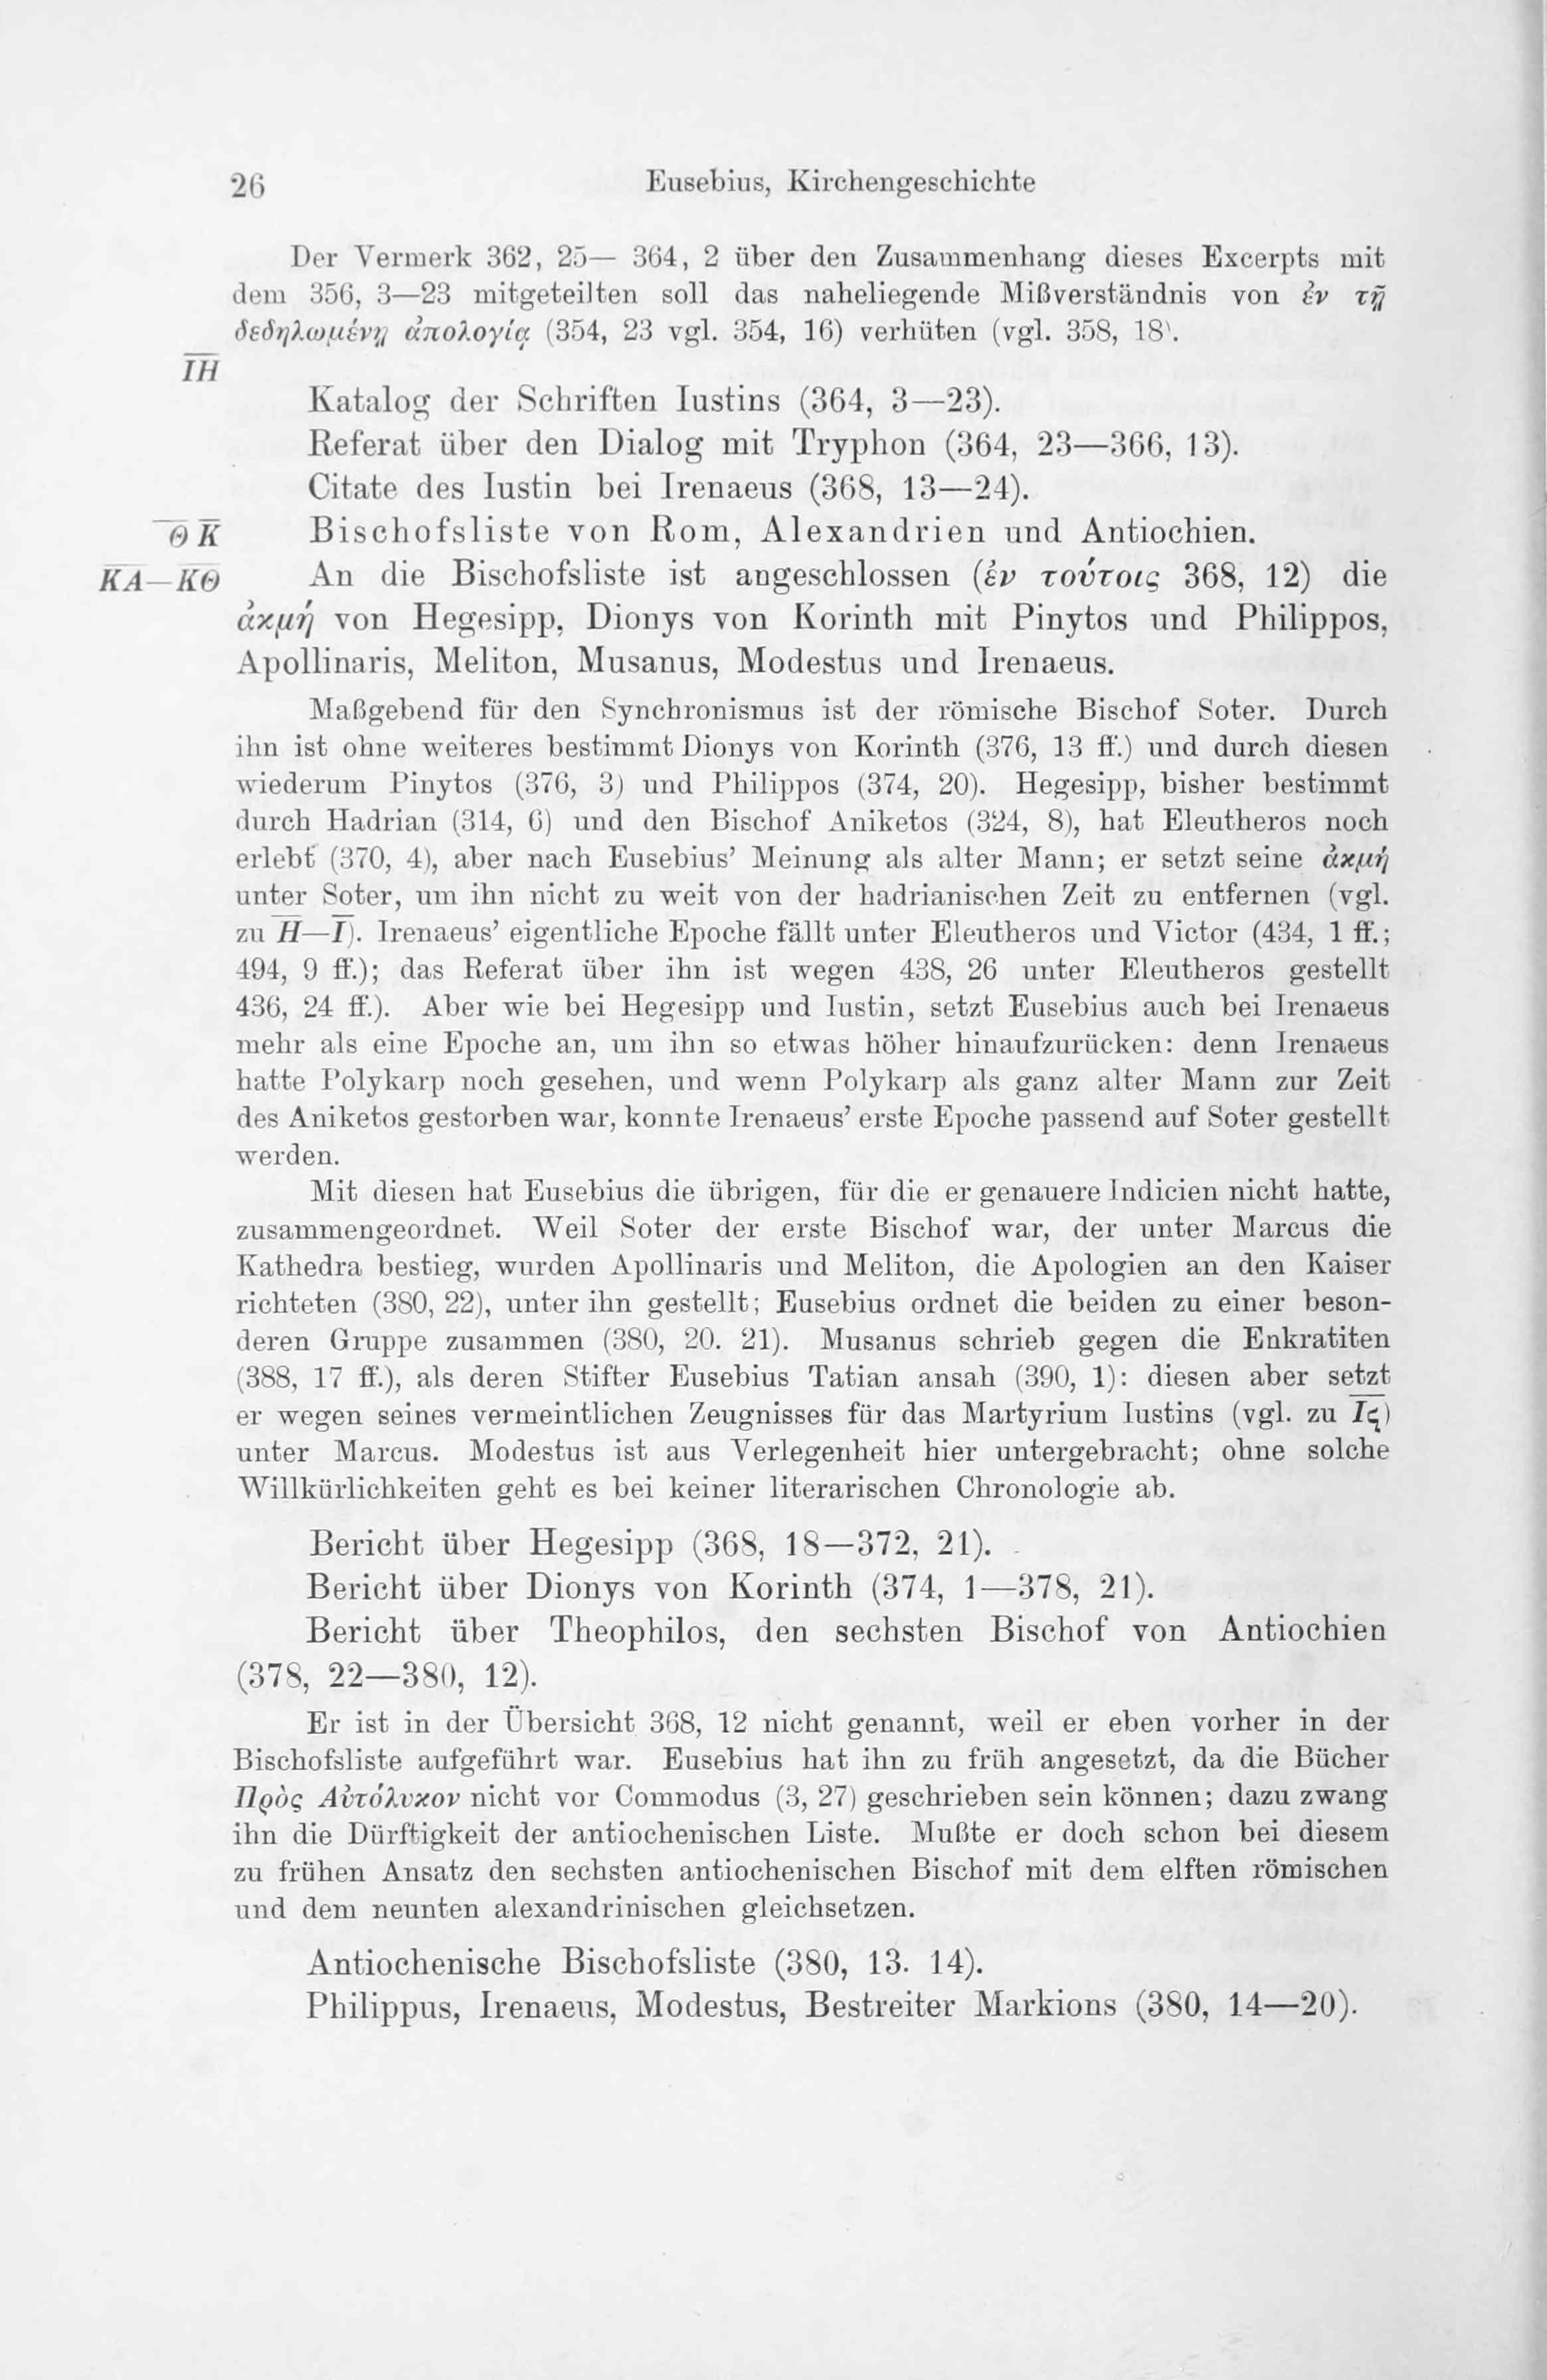 26 Eusebius, Kirchengeschichte
Der Vermerk 362, 25— 364, 2 über den Zusammenhang dieses Excerpts mit
dem 356, 3—23 mitgeteilten soll das naheliegende Mißverständnis von ἐν τῇ
δεδηλωμένῃ ἀπολογίᾳ (354, 23 vgl. 354, 16) verhüten (vgl. 358, 18).
I̅H̅
Katalog der Schriften Iustins (364, 3—23).
Referat über den Dialog mit Tryphon (364, 23—366, 13).
Citate des Iustin bei Irenaeus (368, 13—24).
Θ̅ K̅ Bischofsliste von Rom, Alexandrien und Antiochien.
K̅A̅—K̅Θ̅ An die Bischofsliste ist angeschlossen (ἐν τούτοις 368, 12) die
ἀκμή von Hegesipp, Dionys von Korinth mit Pinytos und Philippos,
Apollinaris, Meliton, Musanus, Modestus und Irenaeus.
Maßgebend für den Synchronismus ist der römische Bischof Soter. Durch
ihn ist ohne weiteres bestimmt Dionys von Korinth (376, 13 ff.) und durch diesen
wiederum Pinytos (376, 3) und Philippos (374, 20). Hegesipp, bisher bestimmt
durch Hadrian (314, 6) und den Bischof Aniketos (324, 8), hat Eleutheros noch
erlebt (370, 4), aber nach Eusebius’ Meinung als alter Mann; er setzt seine ἀκμή
unter Soter, um ihn nicht zu weit von der hadrianischen Zeit zu entfernen (vgl.
zu H̅—I̅). Irenaeus’ eigentliche Epoche fällt unter Eleutheros und Victor (434, 1 ff.;
494, 9 ff.); das Referat über ihn ist wegen 438, 26 unter Eleutheros gestellt
436, 24 ff.). Aber wie bei Hegesipp und Iustin, setzt Eusebius auch bei Irenaeus
mehr als eine Epoche an, um ihn so etwas höher hinaufzurücken: denn Irenaeus
hatte Polykarp noch gesehen, und wenn Polykarp als ganz alter Mann zur Zeit
des Aniketos gestorben war, konnte Irenaeus’ erste Epoche passend auf Soter gestellt
werden.
Mit diesen hat Eusebius die übrigen, für die er genauere Indicien nicht hatte,
zusammengeordnet. Weil Soter der erste Bischof war, der unter Marcus die
Kathedra bestieg, wurden Apollinaris und Meliton, die Apologien an den Kaiser
richteten (380, 22), unter ihn gestellt; Eusebius ordnet die beiden zu einer beson-
deren Gruppe zusammen (380, 20. 21). Musanus schrieb gegen die Enkratiten
(388, 17 ff.), als deren Stifter Eusebius Tatian ansah (390, 1): diesen aber setzt
er wegen seines vermeintlichen Zeugnisses für das Martyrium Iustins (vgl. zu I̅ϛ̅)
unter Marcus. Modestus ist aus Verlegenheit hier untergebracht; ohne solche
Willkürlichkeiten geht es bei keiner literarischen Chronologie ab.
Bericht über Hegesipp (368, 18—372, 21).
Bericht über Dionys von Korinth (374, 1—378, 21).
Bericht über Theophilos, den sechsten Bischof von Antiochien
(378, 22—380, 12).
Er ist in der Übersicht 368, 12 nicht genannt, weil er eben vorher in der
Bischofsliste aufgeführt war. Eusebius hat ihn zu früh angesetzt, da die Bücher
Πρὸς Αὐτόλυκον nicht vor Commodus (3, 27) geschrieben sein können; dazu zwang
ihn die Dürftigkeit der antiochenischen Liste. Mußte er doch schon bei diesem
zu frühen Ansatz den sechsten antiochenischen Bischof mit dem elften römischen
und dem neunten alexandrinischen gleichsetzen.
Antiochenische Bischofsliste (380, 13. 14).
Philippus, Irenaeus, Modestus, Bestreiter Markions (380, 14—20).